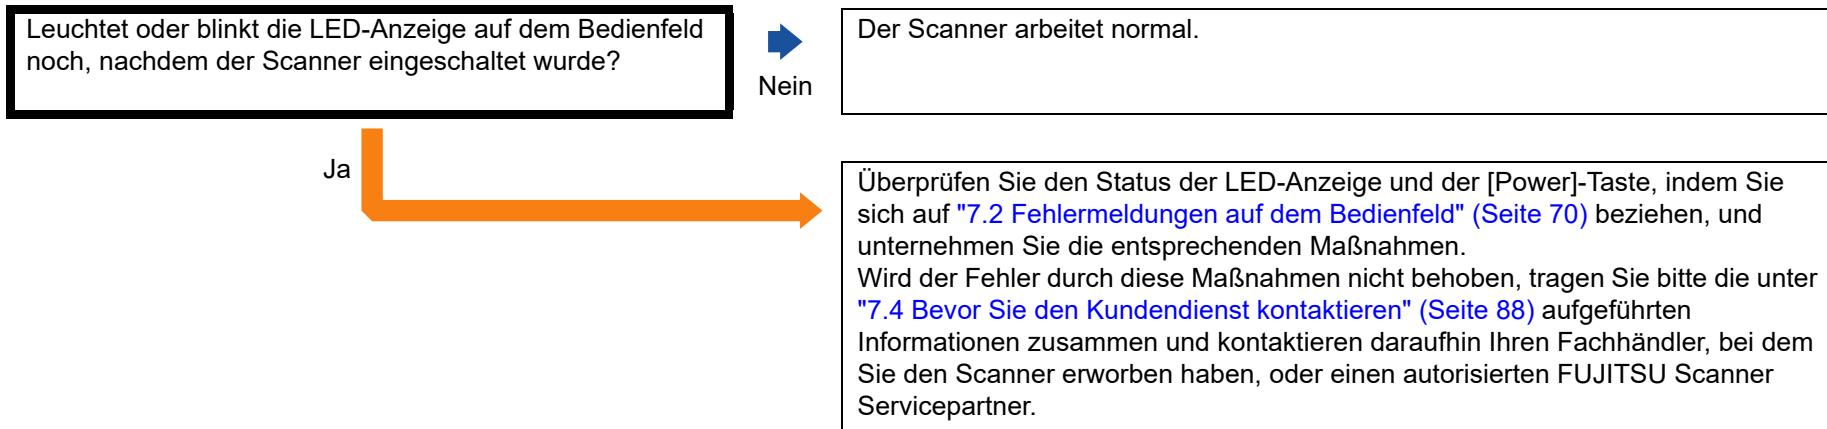 Leuchtet oder blinkt die LED-Anzeige auf dem Bedienfeld
noch, nachdem der Scanner eingeschaltet wurde?
Nein
Der Scanner arbeitet normal.
Ja
Überprüfen Sie den Status der LED-Anzeige und der [Power]-Taste, indem Sie
sich auf "7.2 Fehlermeldungen auf dem Bedienfeld" (Seite 70) beziehen, und
unternehmen Sie die entsprechenden Maßnahmen.
Wird der Fehler durch diese Maßnahmen nicht behoben, tragen Sie bitte die unter
"7.4 Bevor Sie den Kundendienst kontaktieren" (Seite 88) aufgeführten
Informationen zusammen und kontaktieren daraufhin Ihren Fachhändler, bei dem
Sie den Scanner erworben haben, oder einen autorisierten FUJITSU Scanner
Servicepartner.